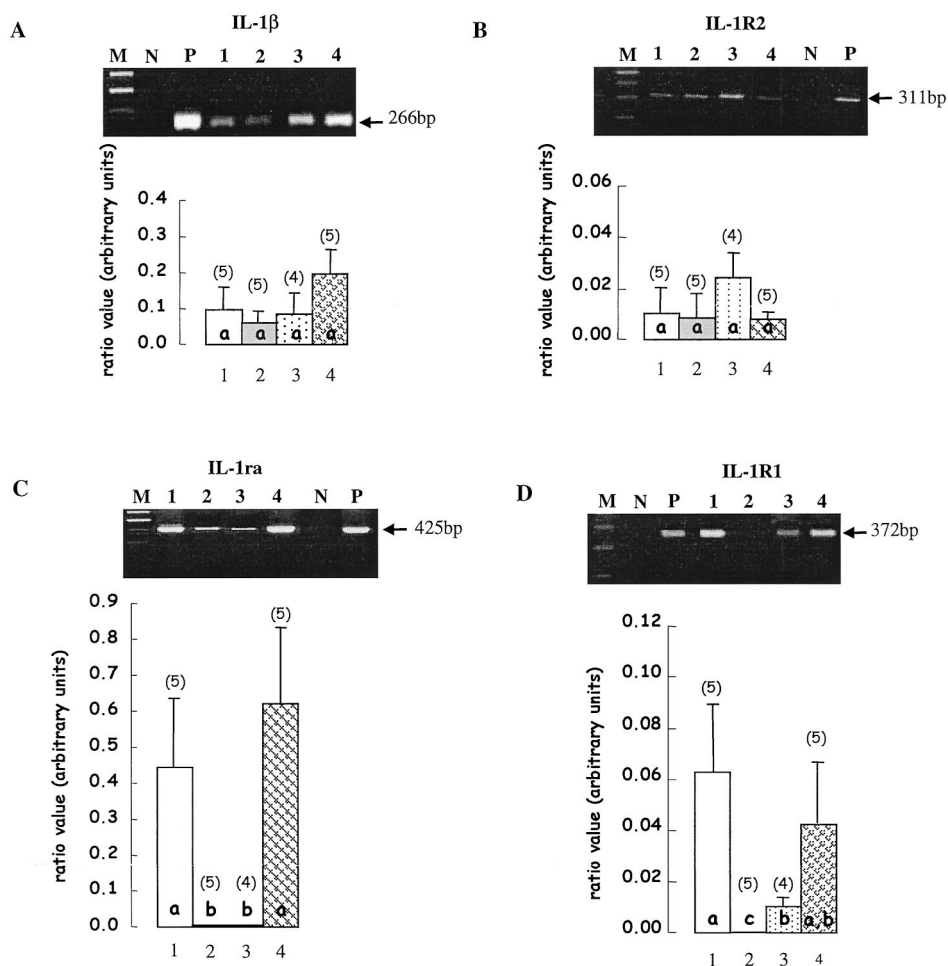 A
IL-1β
M N P 1 2 3 4
266bp
ratio value (arbitrary units)
0.4
0.3
0.2
0.1
0.0
(5) (5) (4) (5)
a a a a
1 2 3 4
B
IL-1R2
M 1 2 3 4 N P
311bp
ratio value (arbitrary units)
0.06
0.04
0.02
0.00
(5) (5) (4) (5)
a a a a
1 2 3 4
C
IL-1ra
M 1 2 3 4 N P
425bp
ratio value (arbitrary units)
0.9
0.8
0.7
0.6
0.5
0.4
0.3
0.2
0.1
0.0
(5) (5) (4) (5)
a b b a
1 2 3 4
D
IL-1R1
M N P 1 2 3 4
372bp
ratio value (arbitrary units)
0.12
0.10
0.08
0.06
0.04
0.02
0.00
(5) (5) (4) (5)
a c b a,b
1 2 3 4